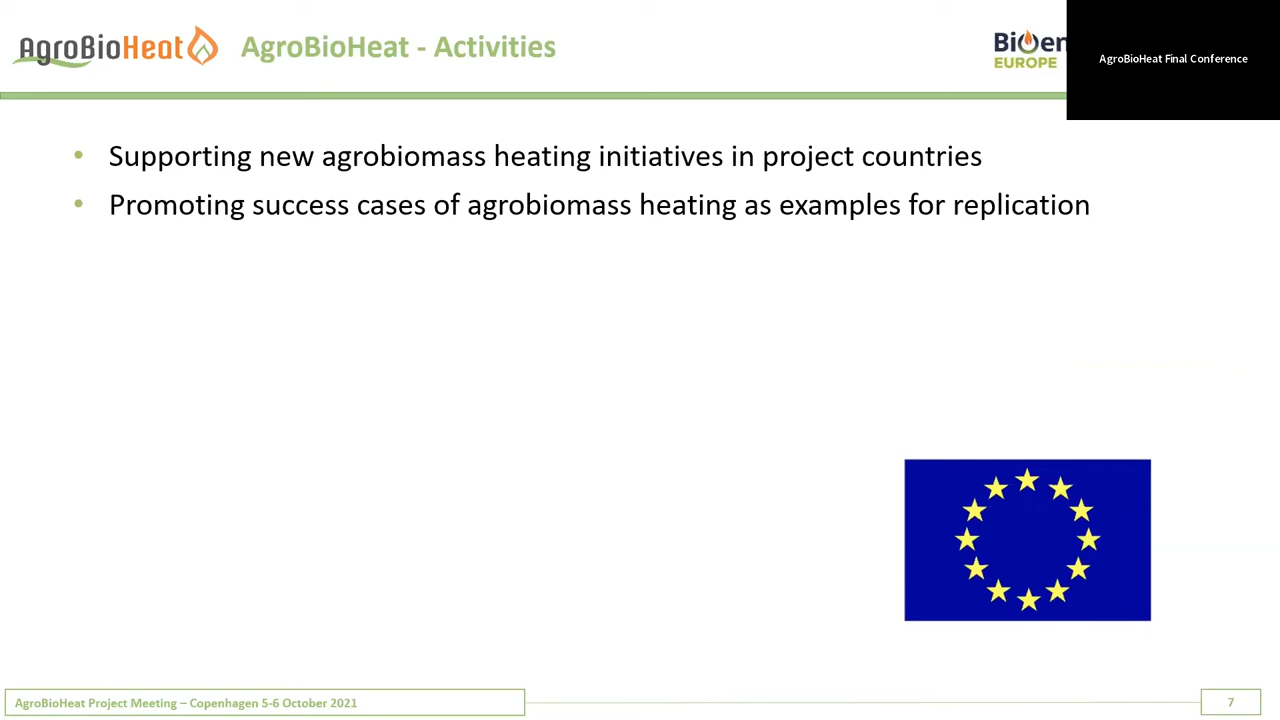 AgroBioHeat
AgroBioHeat - Activities
Bioen
EUROPE
AgroBioHeat Final Conference
• Supporting new agrobiomass heating initiatives in project countries
• Promoting success cases of agrobiomass heating as examples for replication
AgroBioHeat Project Meeting – Copenhagen 5-6 October 2021
7